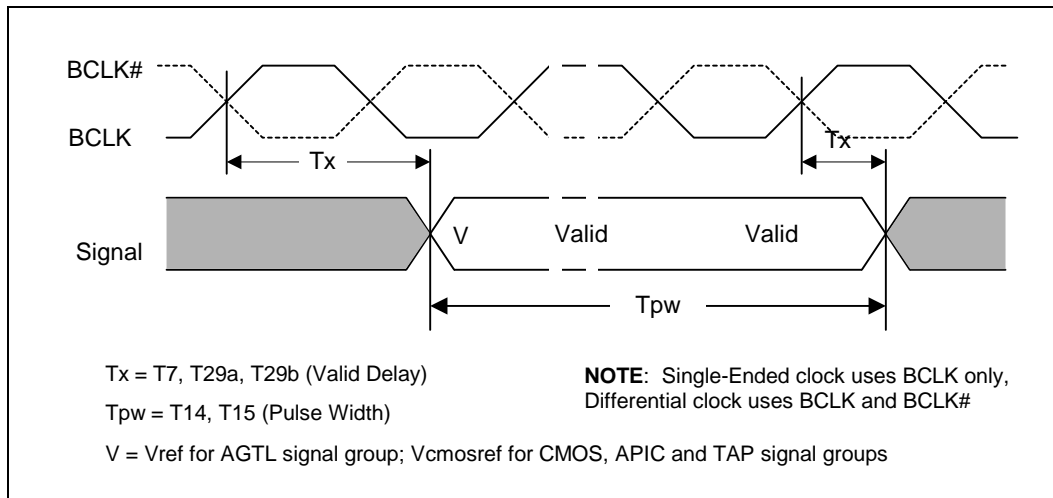 BCLK#
BCLK
Tx
Tx
Signal
V
Valid
Valid
Tpw
Tx = T7, T29a, T29b (Valid Delay)
Tpw = T14, T15 (Pulse Width)
V = Vref for AGTL signal group; Vcmosref for CMOS, APIC and TAP signal groups
NOTE: Single-Ended clock uses BCLK only,
Differential clock uses BCLK and BCLK#